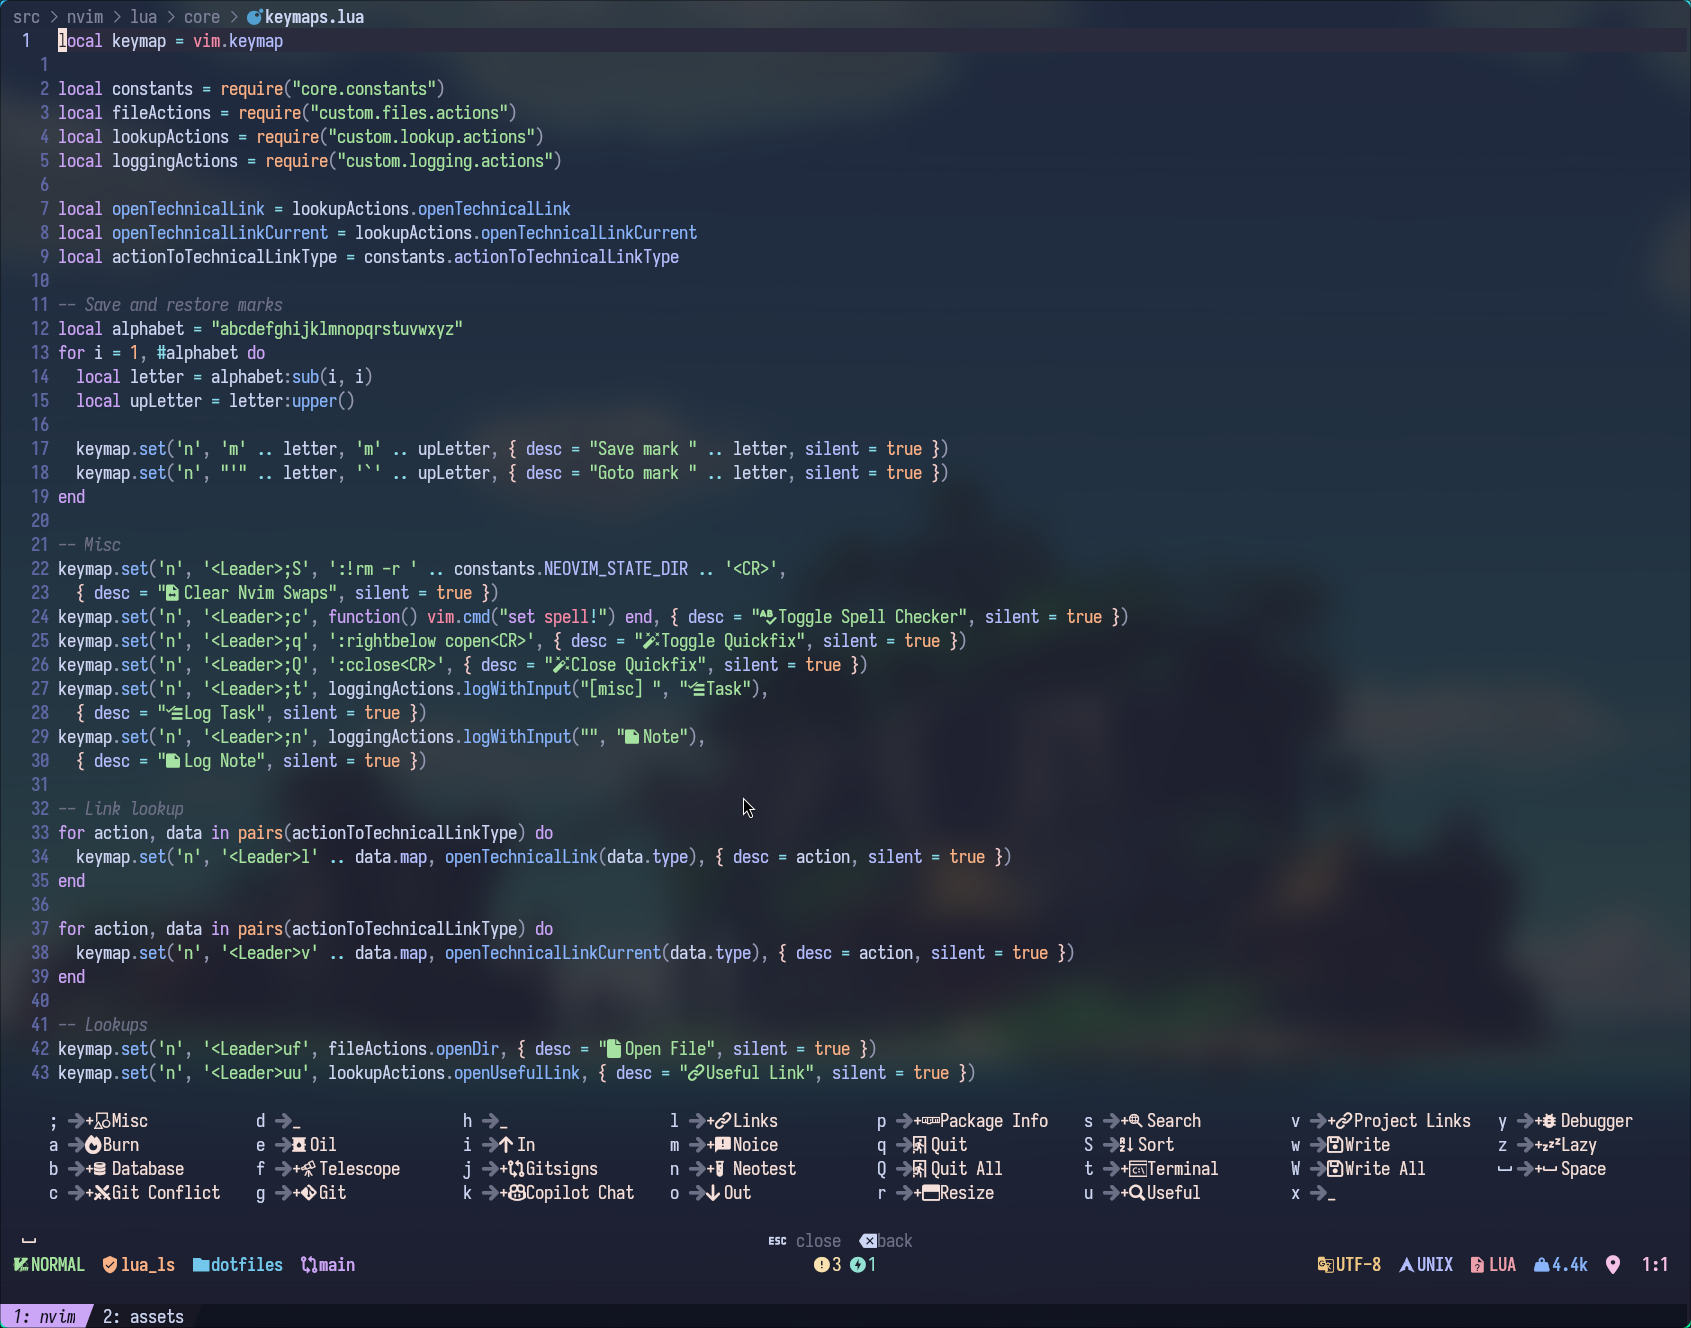 src > nvim > lua > core > keymaps.lua
1 local keymap = vim.keymap
1
2 local constants = require("core.constants")
3 local fileActions = require("custom.files.actions")
4 local lookupActions = require("custom.lookup.actions")
5 local loggingActions = require("custom.logging.actions")
6
7 local openTechnicalLink = lookupActions.openTechnicalLink
8 local openTechnicalLinkCurrent = lookupActions.openTechnicalLinkCurrent
9 local actionToTechnicalLinkType = constants.actionToTechnicalLinkType
10
11 -- Save and restore marks
12 local alphabet = "abcdefghijklmnopqrstuvwxyz"
13 for i = 1, #alphabet do
14 local letter = alphabet:sub(i, i)
15 local upLetter = letter:upper()
16
17 keymap.set('n', 'm' .. letter, 'm' .. upLetter, { desc = "Save mark " .. letter, silent = true })
18 keymap.set('n', "'" .. letter, '`' .. upLetter, { desc = "Goto mark " .. letter, silent = true })
19 end
20
21 -- Misc
22 keymap.set('n', '<Leader>;S', ':!rm -r ' .. constants.NEOVIM_STATE_DIR .. '<CR>',
23 { desc = "Clear Nvim Swaps", silent = true })
24 keymap.set('n', '<Leader>;c', function() vim.cmd("set spell!") end, { desc = "Toggle Spell Checker", silent = true })
25 keymap.set('n', '<Leader>;q', ':rightbelow copen<CR>', { desc = "Toggle Quickfix", silent = true })
26 keymap.set('n', '<Leader>;Q', ':cclose<CR>', { desc = "Close Quickfix", silent = true })
27 keymap.set('n', '<Leader>;t', loggingActions.logWithInput("[misc] ", "Task"),
28 { desc = "Log Task", silent = true })
29 keymap.set('n', '<Leader>;n', loggingActions.logWithInput("", "Note"),
30 { desc = "Log Note", silent = true })
31
32 -- Link lookup
33 for action, data in pairs(actionToTechnicalLinkType) do
34 keymap.set('n', '<Leader>l' .. data.map, openTechnicalLink(data.type), { desc = action, silent = true })
35 end
36
37 for action, data in pairs(actionToTechnicalLinkType) do
38 keymap.set('n', '<Leader>v' .. data.map, openTechnicalLinkCurrent(data.type), { desc = action, silent = true })
39 end
40
41 -- Lookups
42 keymap.set('n', '<Leader>uf', fileActions.openDir, { desc = "Open File", silent = true })
43 keymap.set('n', '<Leader>uu', lookupActions.openUsefulLink, { desc = "Useful Link", silent = true })
; → +Misc d → _ h → _ l → +Links p → +Package Info s → +Search v → +Project Links y → +Debugger
a → Burn e → Oil i → In m → +Noice q → Quit S → Sort w → Write z → +Lazy
b → +Database f → +Telescope j → +Gitsigns n → +Neotest Q → Quit All t → +Terminal W → Write All ␣ → +Space
c → +Git Conflict g → +Git k → +Copilot Chat o → Out r → +Resize u → +Useful x → _
␣ ESC close back
NORMAL lua_ls dotfiles main 3 1 UTF-8 UNIX LUA 4.4k 1:1
1: nvim 2: assets